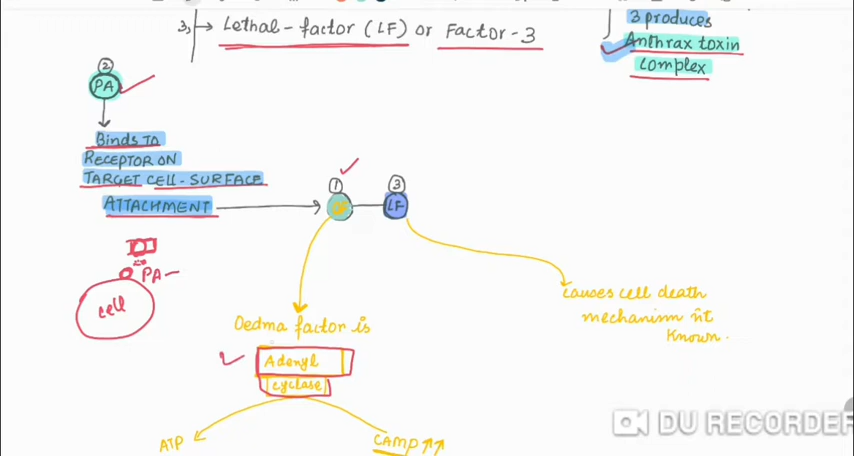 3, → Lethal-factor (LF) or Factor-3
3 produces
Anthrax toxin
complex
②
PA
Binds TO
RECEPTOR ON
TARGET CELL-SURFACE
ATTACHMENT
① ③
LF
PA
cell
causes cell death
mechanism n't
Known
Oedma factor is
Adenyl
cyclase
ATP
CAMP ↑↑
DU RECORDER